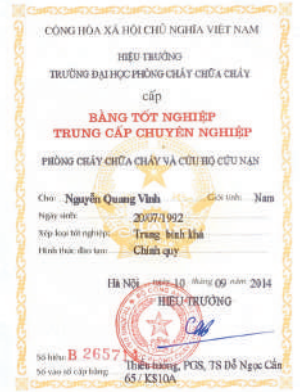 CỘNG HÒA XÃ HỘI CHỦ NGHĨA VIỆT NAM
HIỆU TRƯỞNG
TRƯỜNG ĐẠI HỌC PHÒNG CHÁY CHỮA CHÁY
cấp
BẰNG TỐT NGHIỆP
TRUNG CẤP CHUYÊN NGHIỆP
PHÒNG CHÁY CHỮA CHÁY VÀ CỨU HỘ CỨU NẠN
Cho: Nguyễn Quang Vinh Giới tính: Nam
Ngày sinh: 20/07/1992
Xếp loại tốt nghiệp: Trung bình khá
Hình thức đào tạo: Chính quy
Hà Nội, ngày 10 tháng 09 năm 2014
HIỆU TRƯỞNG
Số hiệu: B 265714
Thiếu tướng, PGS, TS Đỗ Ngọc Cẩn
Số vào sổ cấp bằng: 65 / KS10A